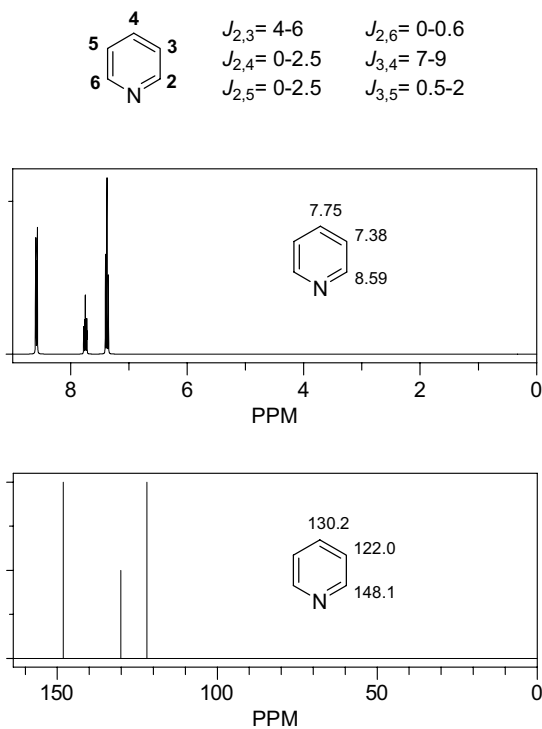 4
5 3
6 2
N
J2,3= 4-6 J2,6= 0-0.6
J2,4= 0-2.5 J3,4= 7-9
J2,5= 0-2.5 J3,5= 0.5-2
7.75
7.38
8.59
N
8 6 4 2 0
PPM
130.2
122.0
148.1
N
150 100 50 0
PPM